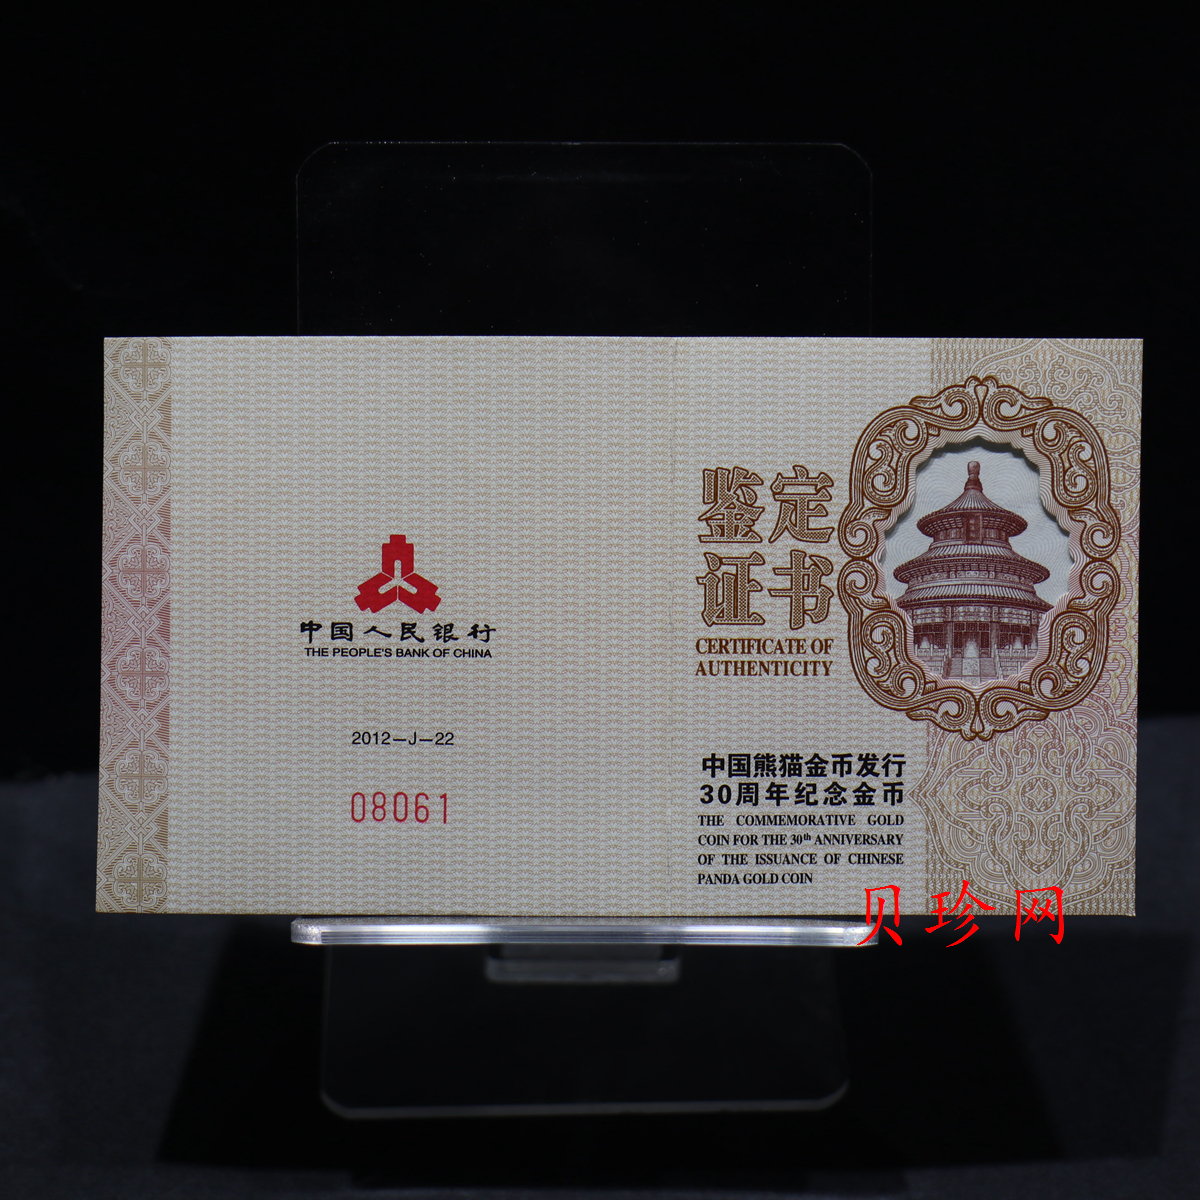 中国人民银行
THE PEOPLE'S BANK OF CHINA
2012-J-22
08061
鉴定
证书
CERTIFICATE OF
AUTHENTICITY
中国熊猫金币发行
30周年纪念金币
THE COMMEMORATIVE GOLD
COIN FOR THE 30th ANNIVERSARY
OF THE ISSUANCE OF CHINESE
PANDA GOLD COIN
贝珍网